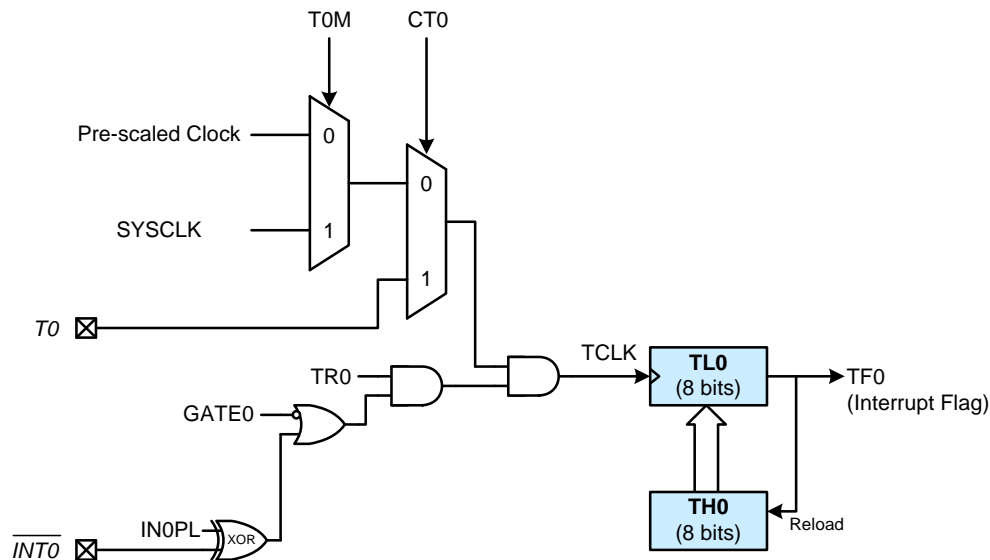 T0M
CT0
Pre-scaled Clock
0
0
SYSCLK
1
1
T0
TCLK
TL0
(8 bits)
TF0
(Interrupt Flag)
TR0
GATE0
TH0
(8 bits)
Reload
IN0PL
XOR
INT0